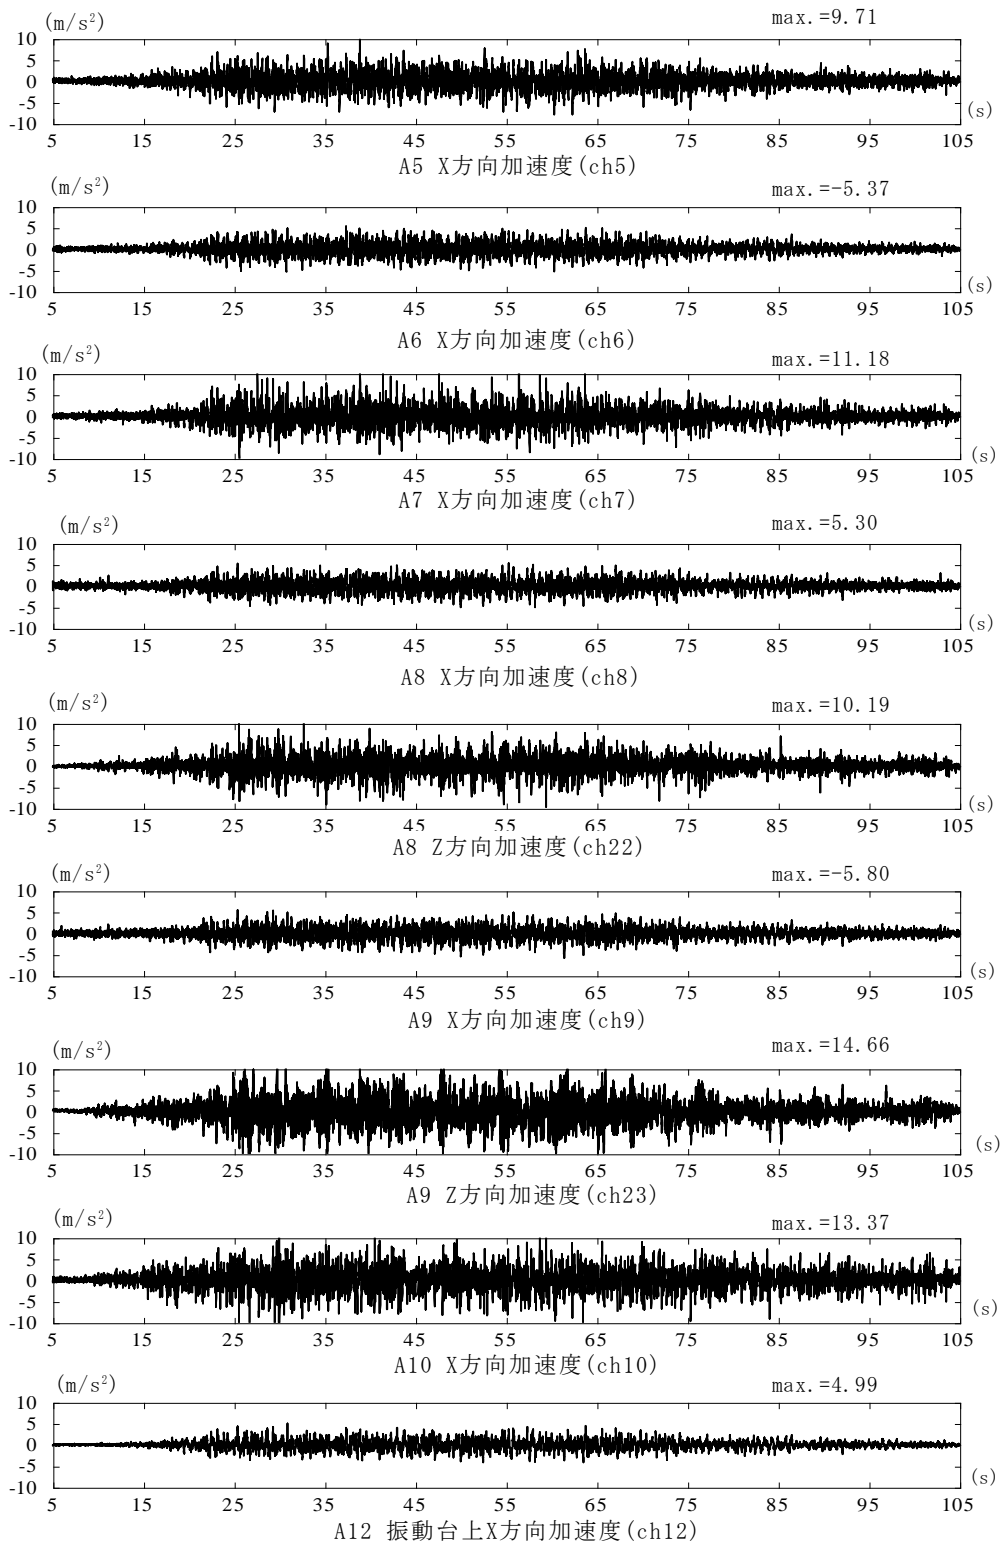 (m/s²) max.=9.71
10
5
0
-5
-10
(s)
5 15 25 35 45 55 65 75 85 95 105
A5 X方向加速度(ch5)
(m/s²) max.=-5.37
10
5
0
-5
-10
(s)
5 15 25 35 45 55 65 75 85 95 105
A6 X方向加速度(ch6)
(m/s²) max.=11.18
10
5
0
-5
-10
(s)
5 15 25 35 45 55 65 75 85 95 105
A7 X方向加速度(ch7)
(m/s²) max.=5.30
10
5
0
-5
-10
(s)
5 15 25 35 45 55 65 75 85 95 105
A8 X方向加速度(ch8)
(m/s²) max.=10.19
10
5
0
-5
-10
(s)
5 15 25 35 45 55 65 75 85 95 105
A8 Z方向加速度(ch22)
(m/s²) max.=-5.80
10
5
0
-5
-10
(s)
5 15 25 35 45 55 65 75 85 95 105
A9 X方向加速度(ch9)
(m/s²) max.=14.66
10
5
0
-5
-10
(s)
5 15 25 35 45 55 65 75 85 95 105
A9 Z方向加速度(ch23)
(m/s²) max.=13.37
10
5
0
-5
-10
(s)
5 15 25 35 45 55 65 75 85 95 105
A10 X方向加速度(ch10)
(m/s²) max.=4.99
10
5
0
-5
-10
(s)
5 15 25 35 45 55 65 75 85 95 105
A12 振動台上X方向加速度(ch12)